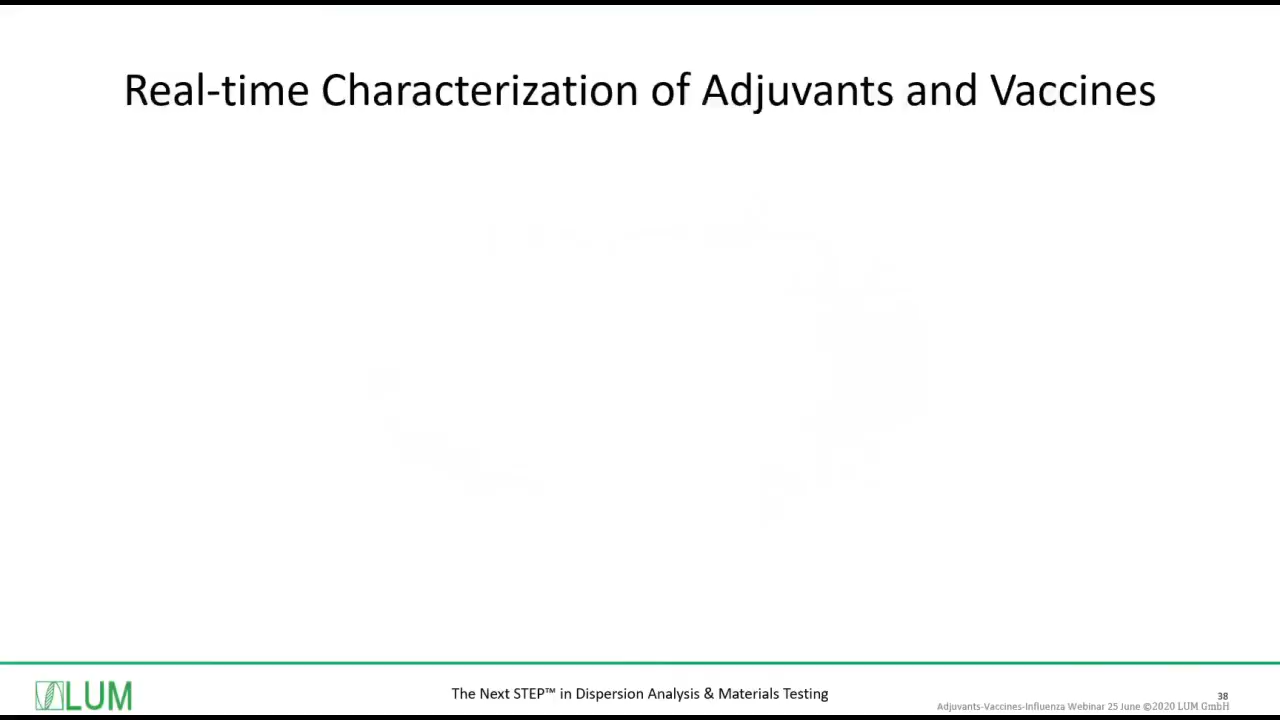 Real-time Characterization of Adjuvants and Vaccines
LUM
The Next STEP™ in Dispersion Analysis & Materials Testing
38
Adjuvants-Vaccines-Influenza Webinar 25 June ©2020 LUM GmbH